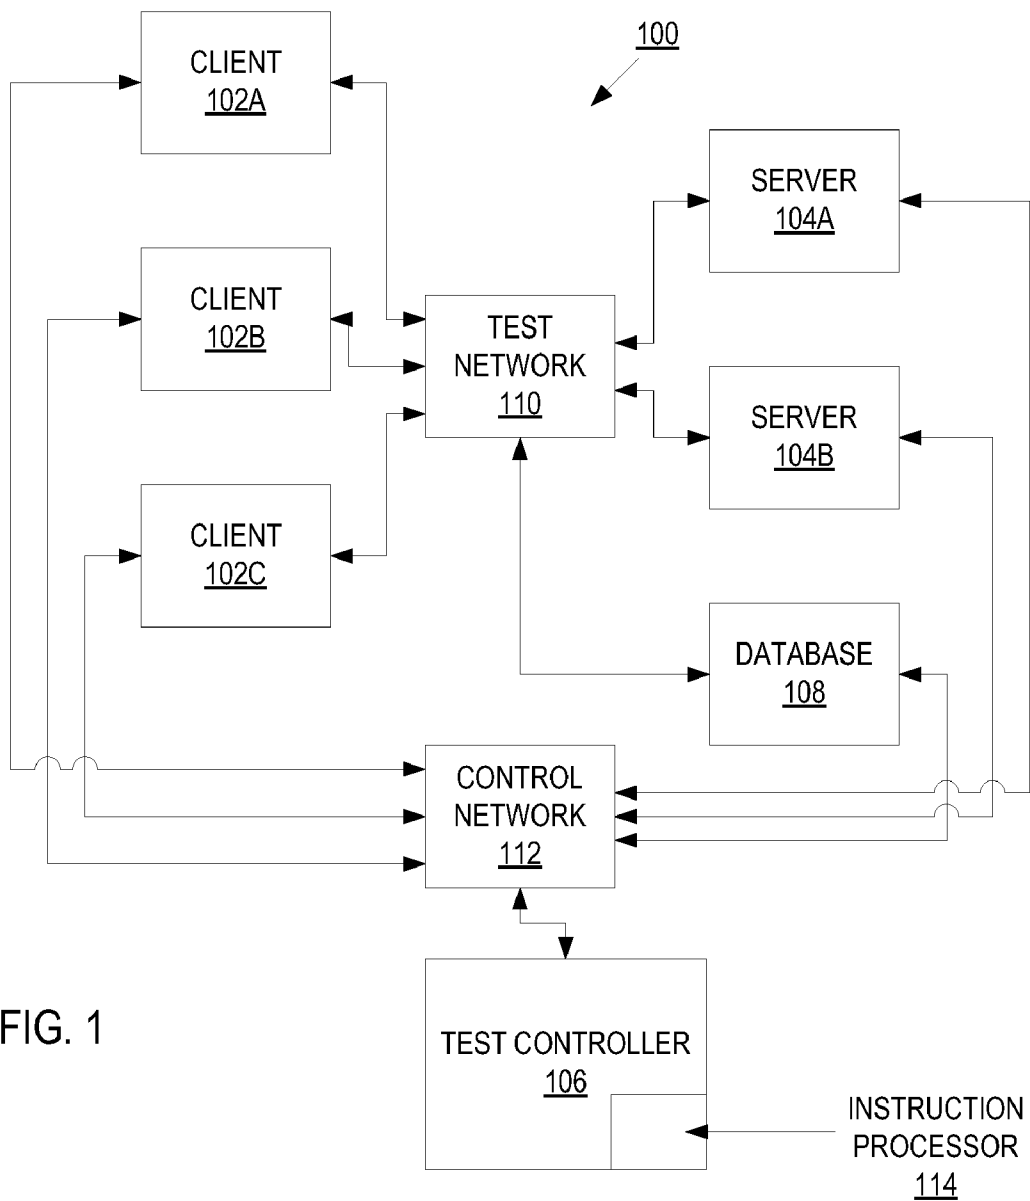 100
CLIENT
102A
SERVER
104A
CLIENT
102B
TEST
NETWORK
110
SERVER
104B
CLIENT
102C
DATABASE
108
CONTROL
NETWORK
112
FIG. 1
TEST CONTROLLER
106
INSTRUCTION
PROCESSOR
114